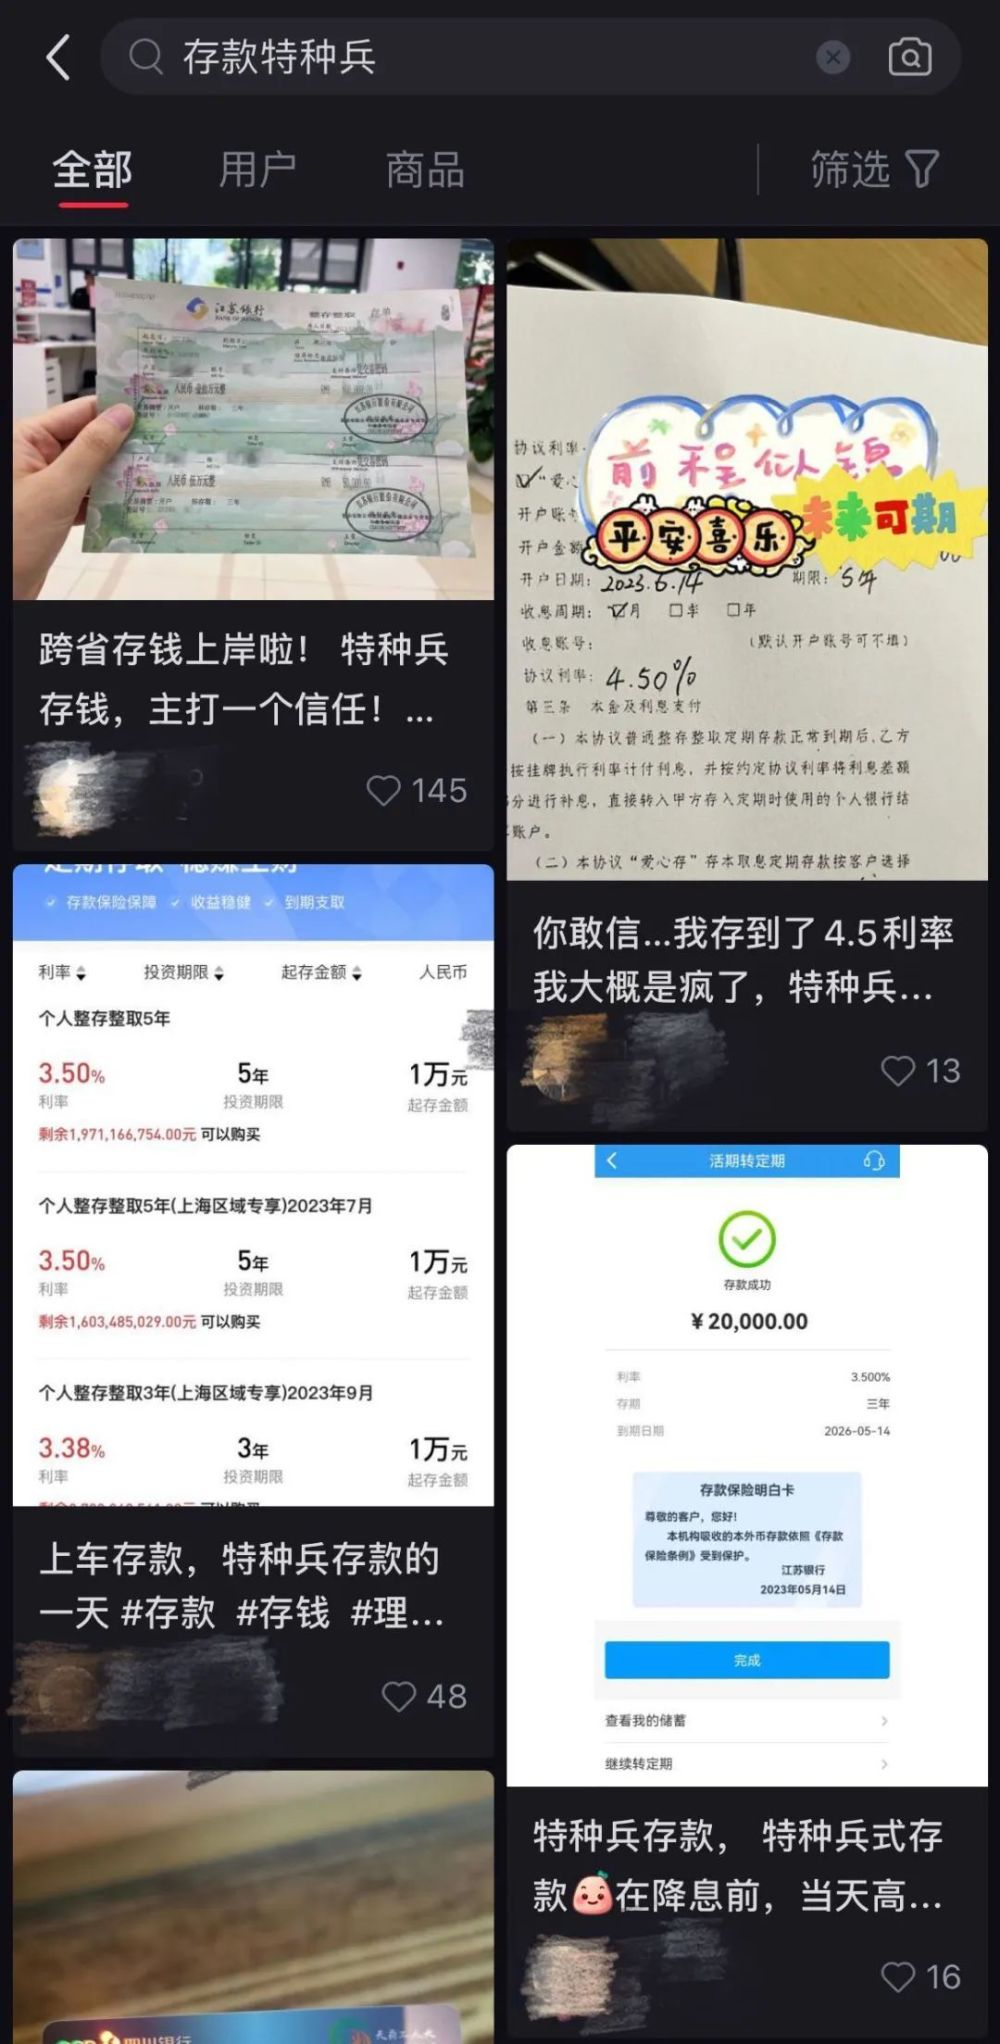 存款特种兵
全部
用户
商品
筛选
江苏银行
人民币
人民币 伍万元整
跨省存钱上岸啦！ 特种兵
存钱，主打一个信任！...
145
协议利率
"爱心
开户账号
开户金额
开户日期：2023.6.14 期限：5年
收息周期： 月 季 年
收息账号： （默认开户账号可不填）
协议利率：4.50%
第三条 本金及利息支付
（一）本协议普通整存整取定期存款正常到期后，乙方
按挂牌执行利率计付利息，并按约定协议利率将利息差额
分进行补息，直接转入甲方存入定期时使用的个人银行结
账户。
（二）本协议“爱心存”存本取息定期存款按客户选择
前程似锦
平安喜乐
未来可期
你敢信...我存到了4.5利率
我大概是疯了，特种兵...
13
存款保险保障 收益稳健 到期支取
利率 投资期限 起存金额 人民币
个人整存整取5年
3.50% 5年 1万元
利率 投资期限 起存金额
剩余1,971,166,754.00元 可以购买
个人整存整取5年(上海区域专享)2023年7月
3.50% 5年 1万元
利率 投资期限 起存金额
剩余1,603,485,029.00元 可以购买
个人整存整取3年(上海区域专享)2023年9月
3.38% 3年 1万元
利率 投资期限 起存金额
上车存款，特种兵存款的
一天 #存款 #存钱 #理...
48
活期转定期
存款成功
¥20,000.00
利率 3.500%
存期 三年
到期日期 2026-05-14
存款保险明白卡
尊敬的客户，您好！
本机构吸收的本外币存款依照《存款
保险条例》受到保护。
江苏银行
2023年05月14日
完成
查看我的储蓄
继续转定期
特种兵存款， 特种兵式存
款在降息前，当天高...
16
四川银行